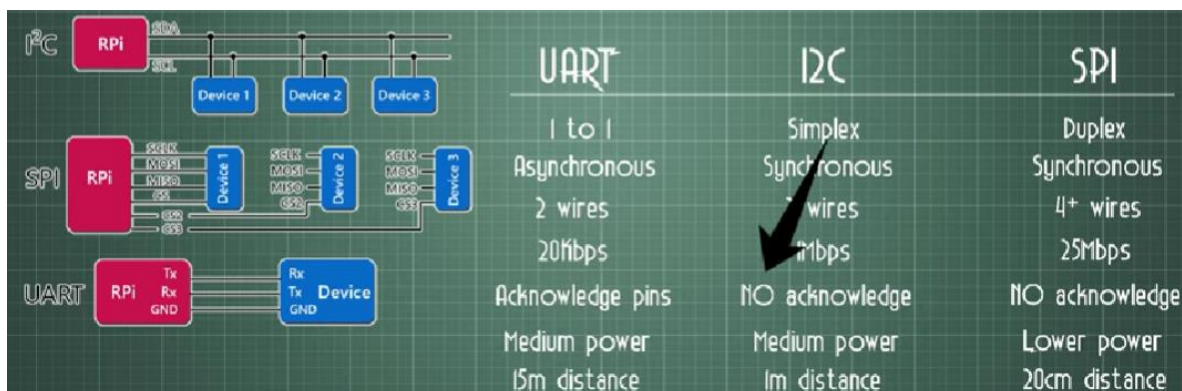 I²C
RPi
SDA
SCL
Device 1 Device 2 Device 3
SPI
RPi
SCLK
MOSI
MISO
CS
CS2
CS3
Device 1
SCLK
MOSI
MISO
CS2
Device 2
SCLK
MOSI
MISO
CS3
Device 3
UART
RPi
Tx
Rx
GND
Rx
Tx
GND
Device
UART I2C SPI
1 to 1 Simplex Duplex
Asynchronous Synchronous Synchronous
2 wires wires 4+ wires
20Kbps 1Mbps 25Mbps
Acknowledge pins NO acknowledge NO acknowledge
Medium power Medium power Lower power
15m distance 1m distance 20cm distance